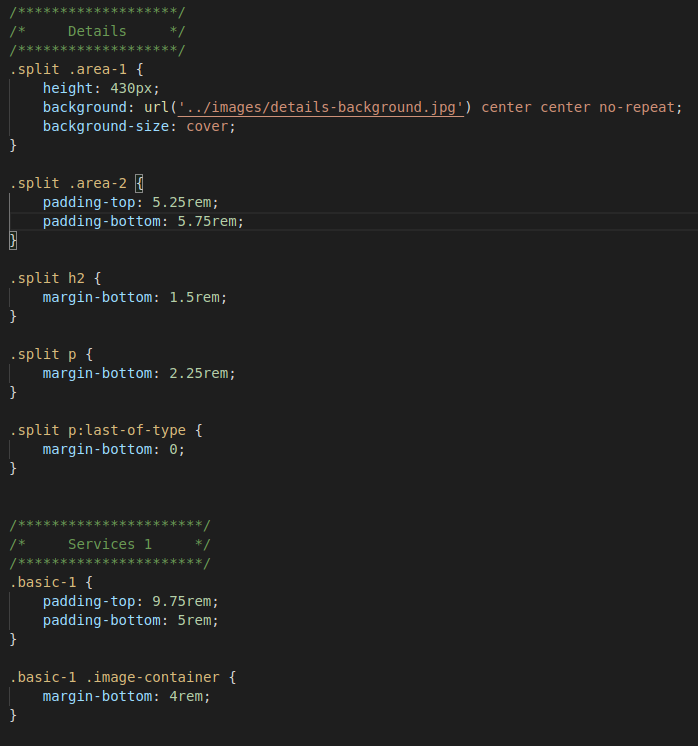 /*******************/
/*     Details     */
/*******************/
.split .area-1 {
    height: 430px;
    background: url('../images/details-background.jpg') center center no-repeat;
    background-size: cover;
}

.split .area-2 {
    padding-top: 5.25rem;
    padding-bottom: 5.75rem;
}

.split h2 {
    margin-bottom: 1.5rem;
}

.split p {
    margin-bottom: 2.25rem;
}

.split p:last-of-type {
    margin-bottom: 0;
}


/**********************/
/*     Services 1     */
/**********************/
.basic-1 {
    padding-top: 9.75rem;
    padding-bottom: 5rem;
}

.basic-1 .image-container {
    margin-bottom: 4rem;
}